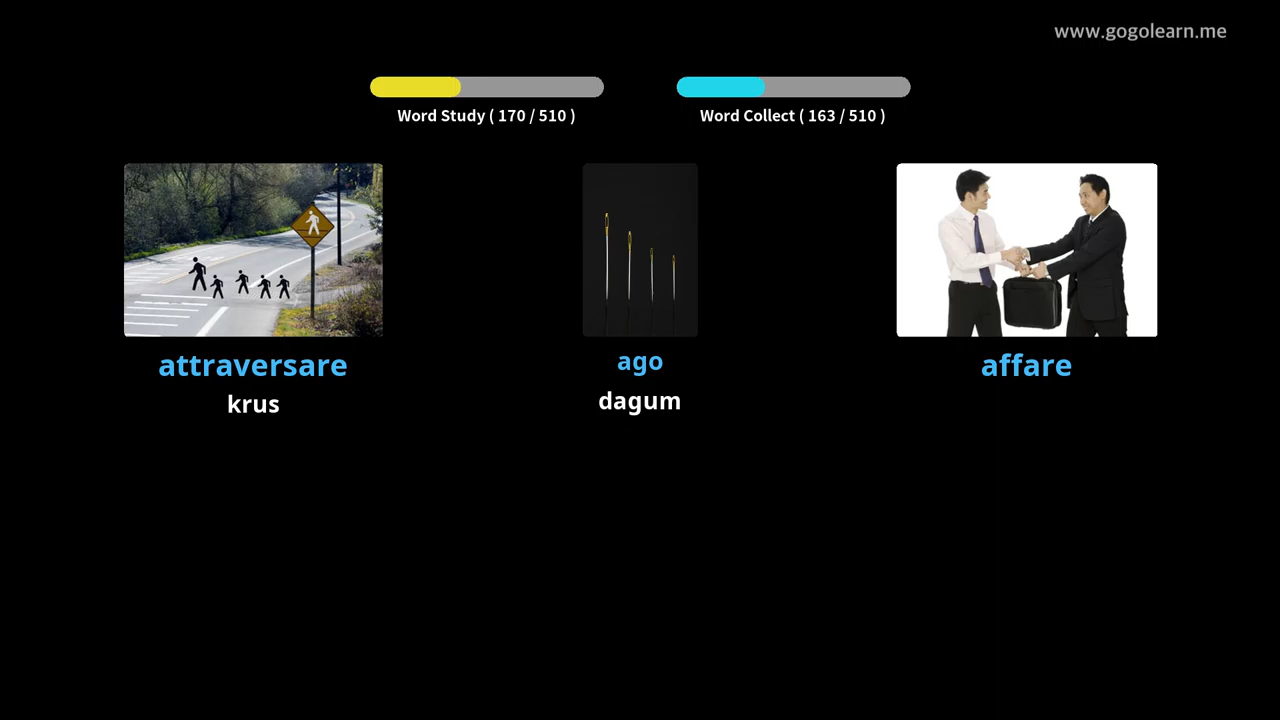 www.gogolearn.me
Word Study ( 170 / 510 )
Word Collect ( 163 / 510 )
attraversare
krus
ago
dagum
affare